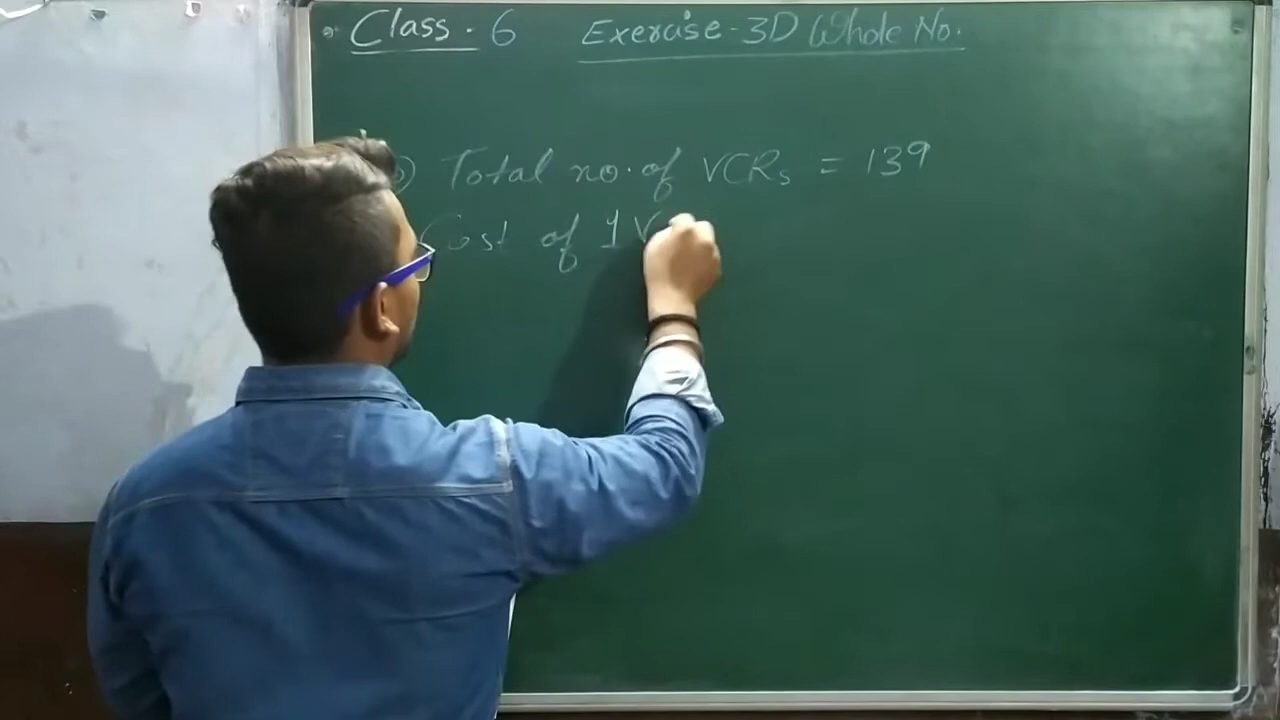 Class. 6 Exercise-3D Whole No.
Total no. of VCRs = 139
Cost of 1 V